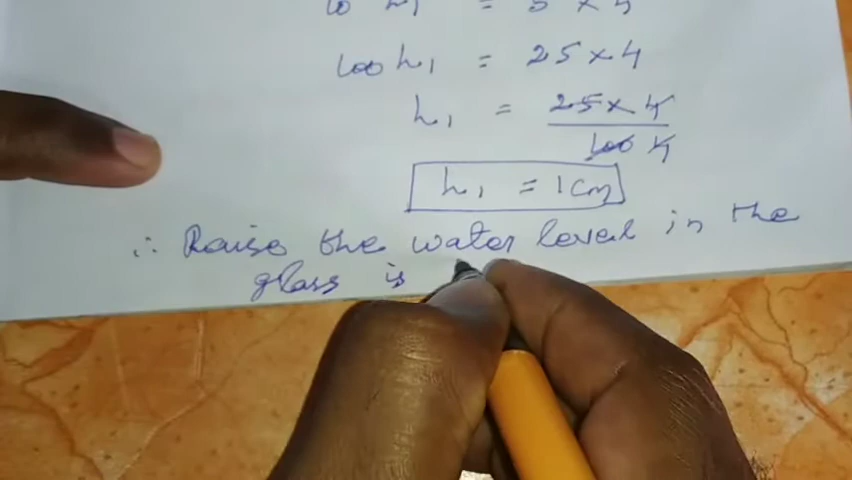 100 h₁ = 25 × 4
h₁ = 25 × 4 / 100 4
h₁ = 1 cm
∴ Raise the water level in the
glass is